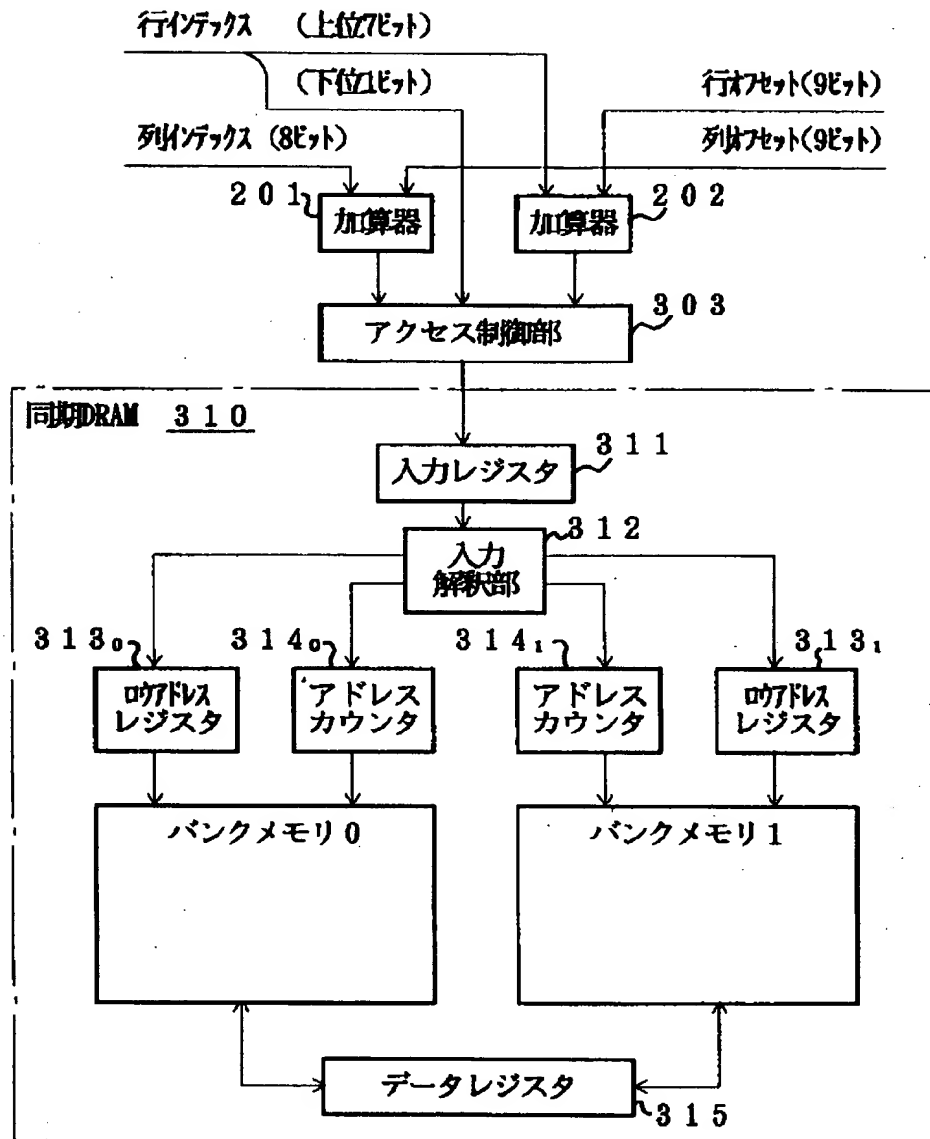 行インデックス (上位7ビット)
(下位1ビット)
行オフセット(9ビット)
列インデックス (8ビット)
列オフセット(9ビット)
201
202
加算器
加算器
303
アクセス制御部
同期DRAM 310
311
入力レジスタ
312
入力
解釈部
313₀
314₀
314₁
313₁
ロウアドレス
レジスタ
アドレス
カウンタ
アドレス
カウンタ
ロウアドレス
レジスタ
バンクメモリ0
バンクメモリ1
データレジスタ
315